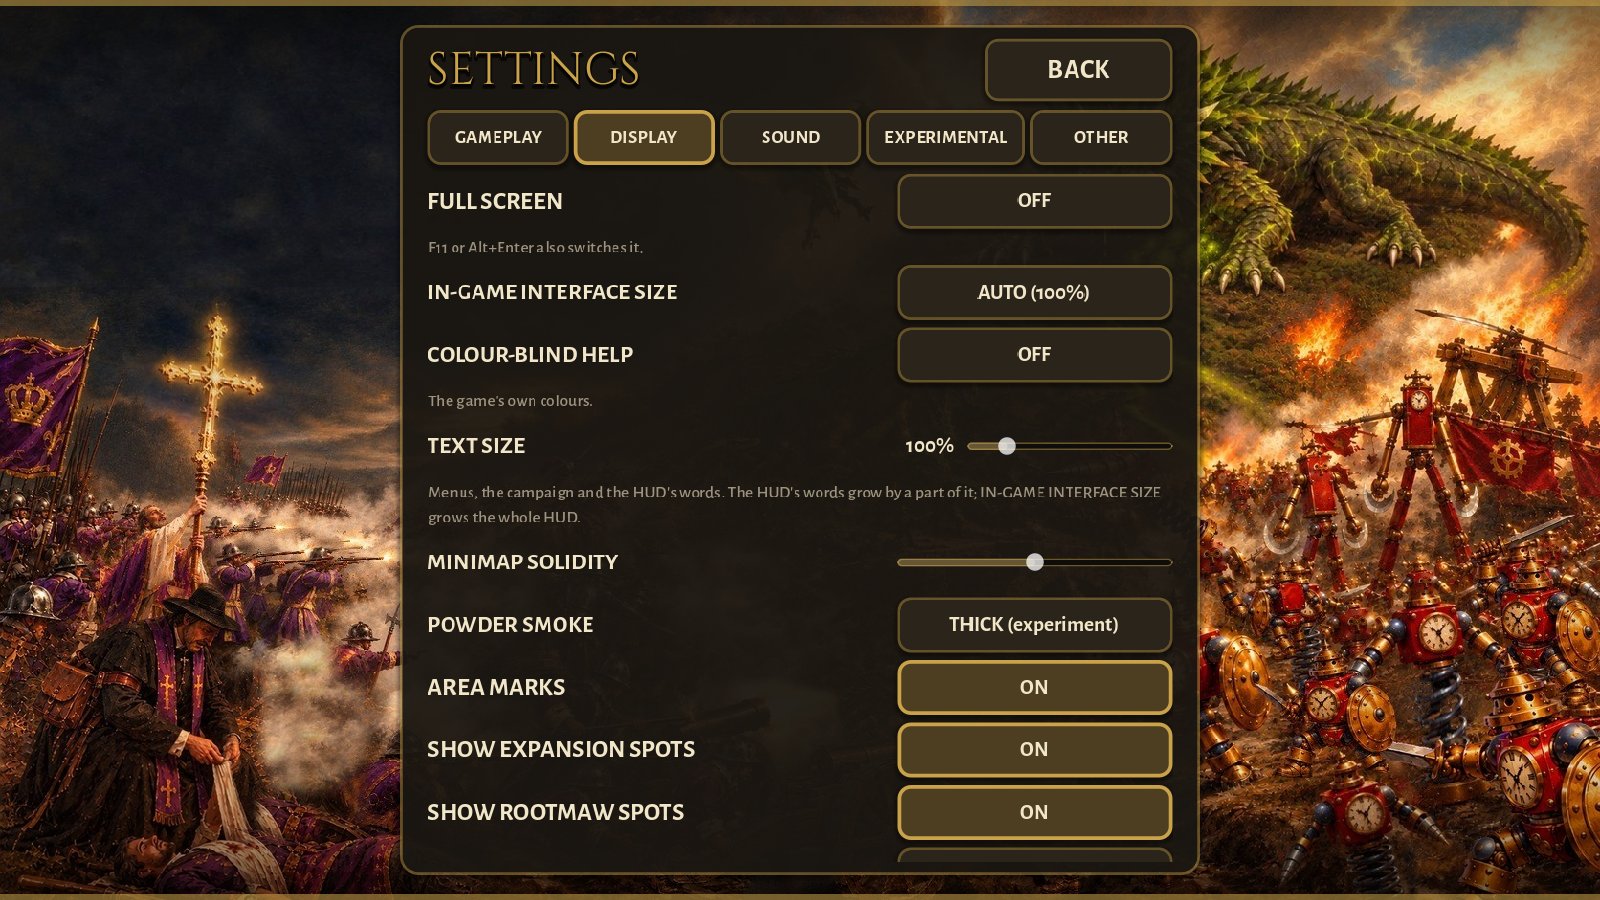 SETTINGS
BACK
GAMEPLAY
DISPLAY
SOUND
EXPERIMENTAL
OTHER
FULL SCREEN
OFF
F11 or Alt+Enter also switches it.
IN-GAME INTERFACE SIZE
AUTO (100%)
COLOUR-BLIND HELP
OFF
The game's own colours.
TEXT SIZE
100%
Menus, the campaign and the HUD's words. The HUD's words grow by a part of it; IN-GAME INTERFACE SIZE
grows the whole HUD.
MINIMAP SOLIDITY
POWDER SMOKE
THICK (experiment)
AREA MARKS
ON
SHOW EXPANSION SPOTS
ON
SHOW ROOTMAW SPOTS
ON